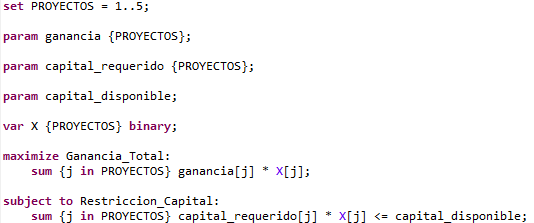 set PROYECTOS = 1..5;
param ganancia {PROYECTOS};
param capital_requerido {PROYECTOS};
param capital_disponible;
var X {PROYECTOS} binary;
maximize Ganancia_Total:
sum {j in PROYECTOS} ganancia[j] * X[j];
subject to Restriccion_Capital:
sum {j in PROYECTOS} capital_requerido[j] * X[j] <= capital_disponible;